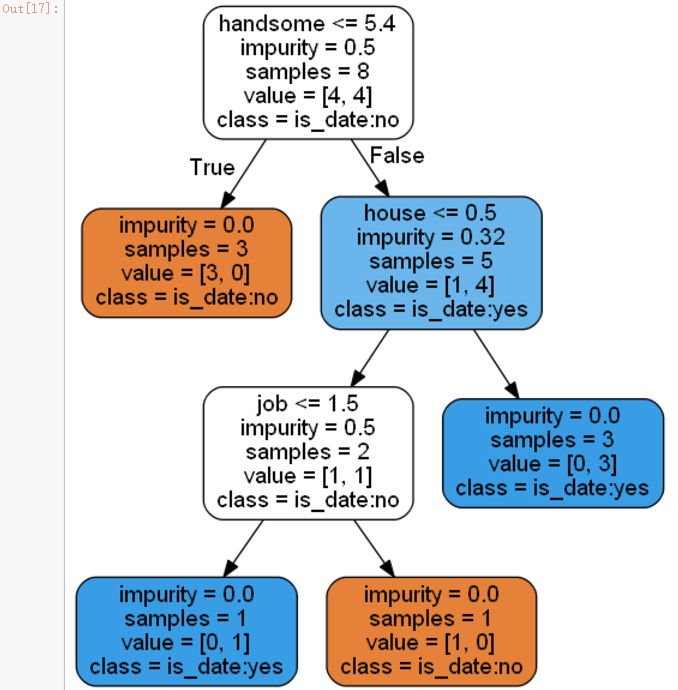 Out[17]:
handsome <= 5.4
impurity = 0.5
samples = 8
value = [4, 4]
class = is_date:no
True
False
impurity = 0.0
samples = 3
value = [3, 0]
class = is_date:no
house <= 0.5
impurity = 0.32
samples = 5
value = [1, 4]
class = is_date:yes
job <= 1.5
impurity = 0.5
samples = 2
value = [1, 1]
class = is_date:no
impurity = 0.0
samples = 3
value = [0, 3]
class = is_date:yes
impurity = 0.0
samples = 1
value = [0, 1]
class = is_date:yes
impurity = 0.0
samples = 1
value = [1, 0]
class = is_date:no